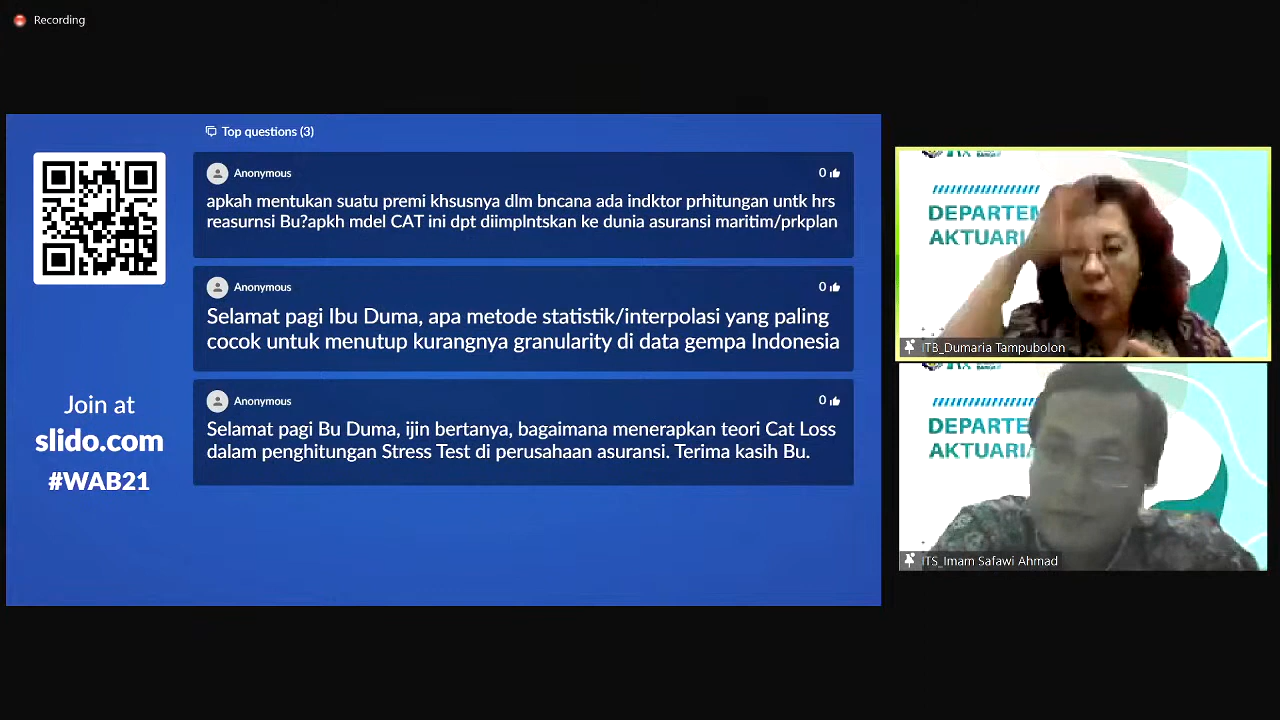 Recording
Top questions (3)
Anonymous
0
apkah mentukan suatu premi khsusnya dlm bncana ada indktor prhitungan untk hrs
reasurnsi Bu?apkh mdel CAT ini dpt diimplntskan ke dunia asuransi maritim/prkplan
Anonymous
0
Selamat pagi Ibu Duma, apa metode statistik/interpolasi yang paling
cocok untuk menutup kurangnya granularity di data gempa Indonesia
Anonymous
0
Selamat pagi Bu Duma, ijin bertanya, bagaimana menerapkan teori Cat Loss
dalam penghitungan Stress Test di perusahaan asuransi. Terima kasih Bu.
Join at
slido.com
#WAB21
DEPARTEM
AKTUARIA
ITB_Dumaria Tampubolon
DEPARTE
AKTUARIA
ITS_Imam Safawi Ahmad